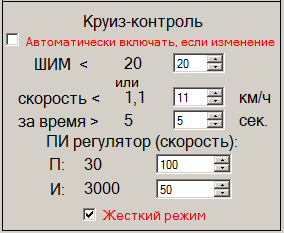 Круиз-контроль
Автоматически включать, если изменение
ШИМ < 20 20
или
скорость < 1,1 11 км/ч
за время > 5 5 сек.
ПИ регулятор (скорость):
П: 30 100
И: 3000 50
Жесткий режим